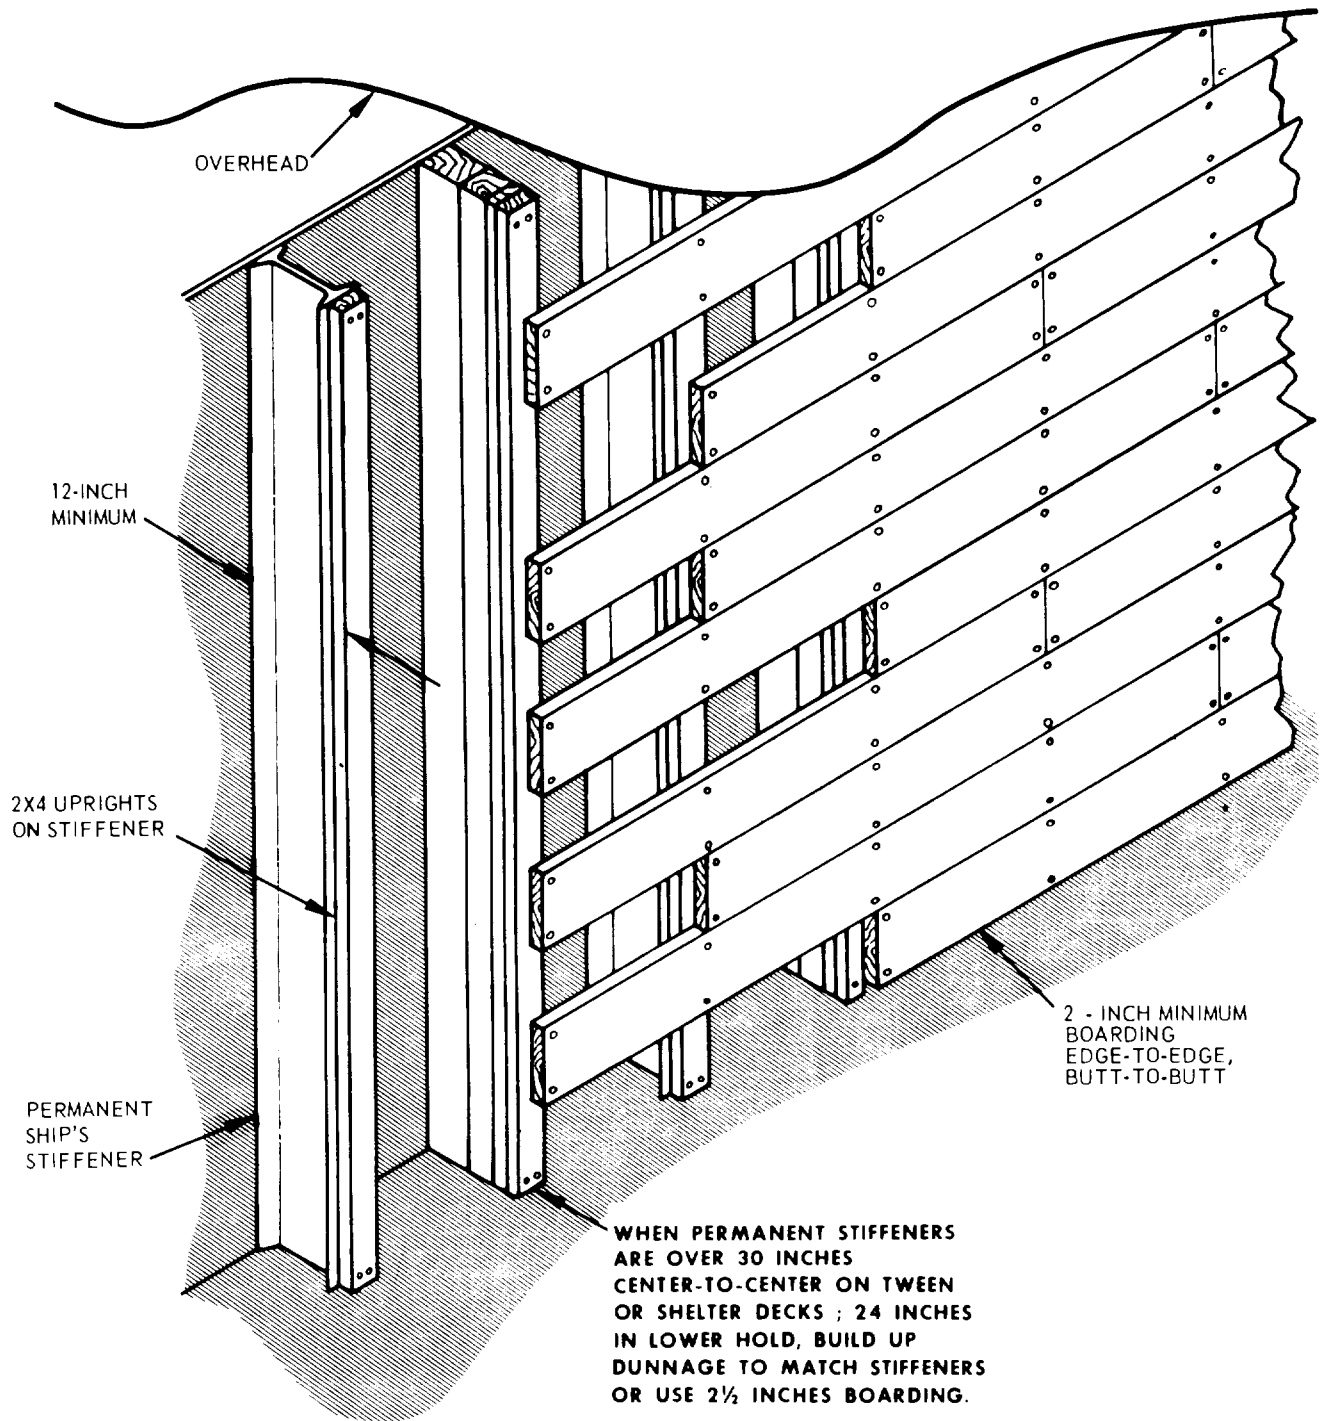 OVERHEAD
12-INCH
MINIMUM
2X4 UPRIGHTS
ON STIFFENER
PERMANENT
SHIP'S
STIFFENER
2 - INCH MINIMUM
BOARDING
EDGE-TO-EDGE,
BUTT-TO-BUTT
WHEN PERMANENT STIFFENERS
ARE OVER 30 INCHES
CENTER-TO-CENTER ON TWEEN
OR SHELTER DECKS ; 24 INCHES
IN LOWER HOLD, BUILD UP
DUNNAGE TO MATCH STIFFENERS
OR USE 2½ INCHES BOARDING.